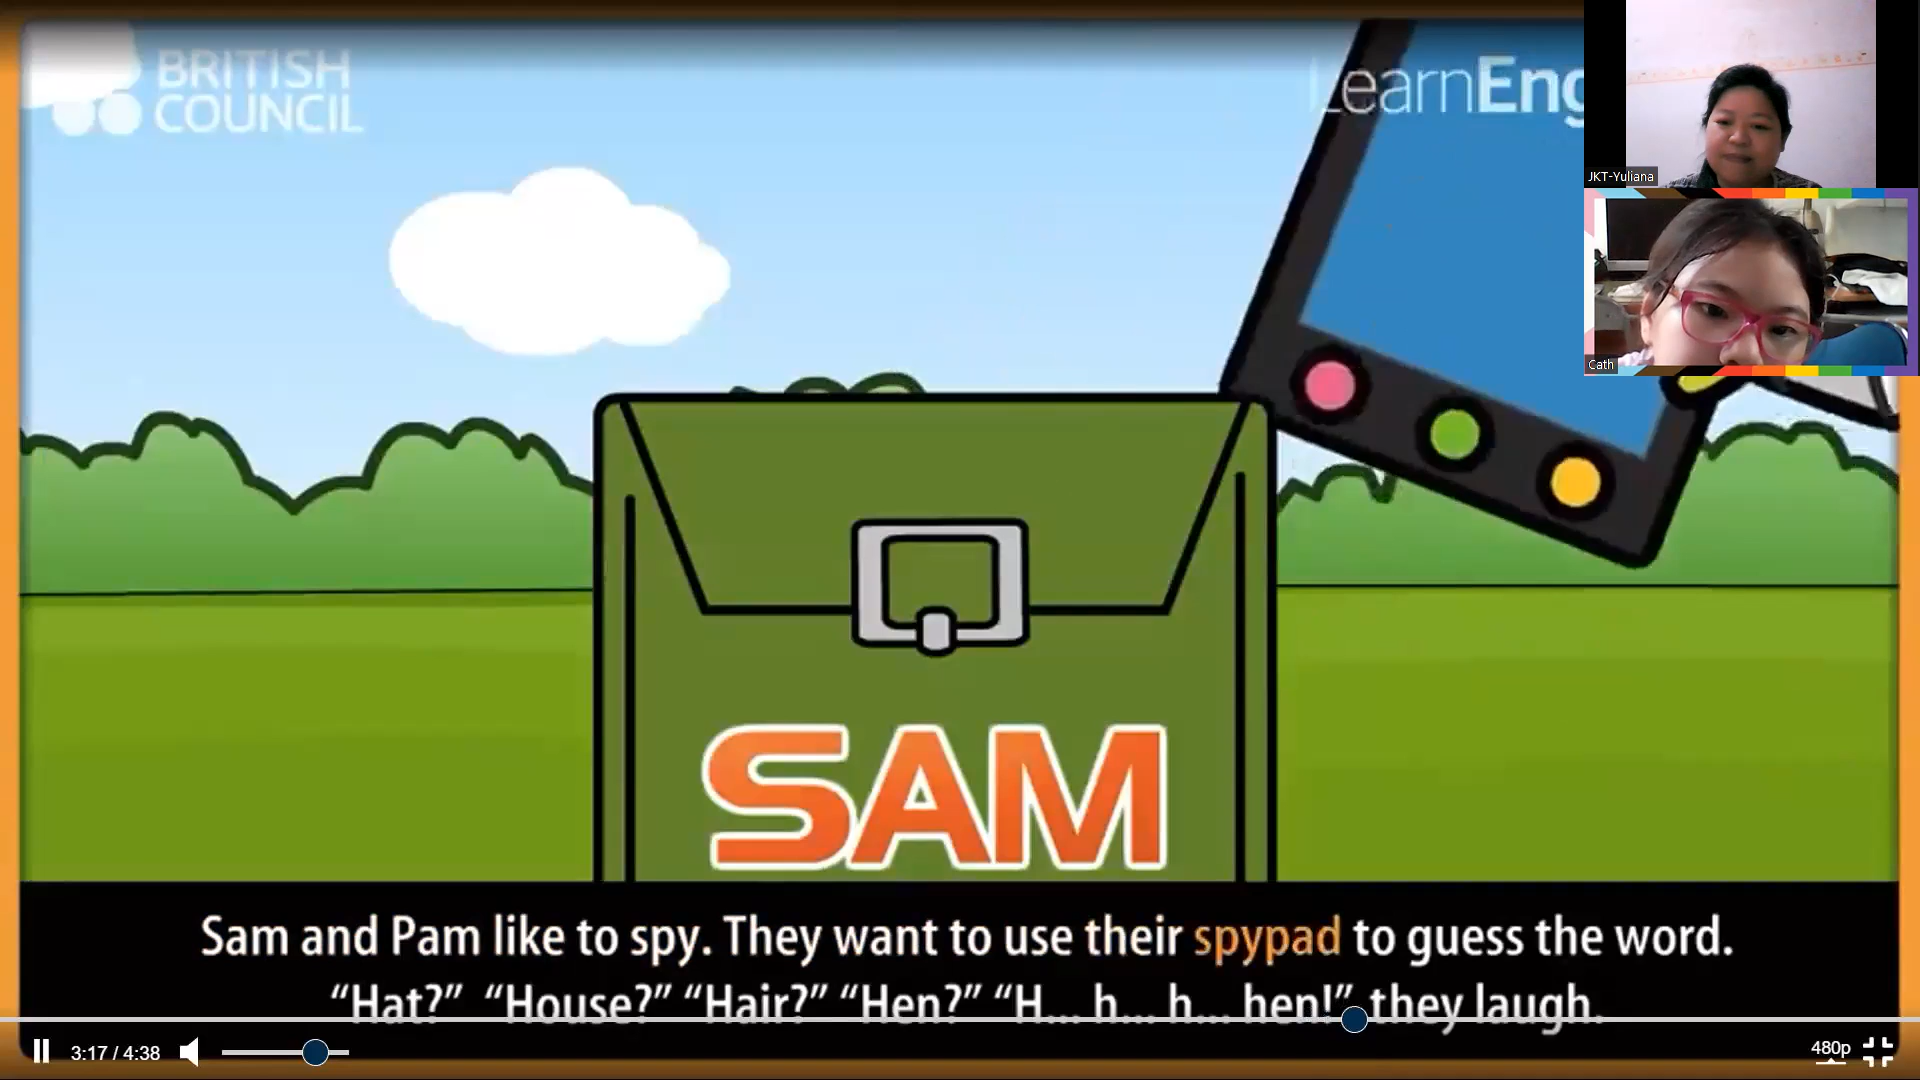 BRITISH
COUNCIL
LearnEng
JKT-Yuliana
Cath
SAM
Sam and Pam like to spy. They want to use their spypad to guess the word.
“Hat?” “House?” “Hair?” “Hen?” “H... h... h... hen!” they laugh.
3:17 / 4:38
480p